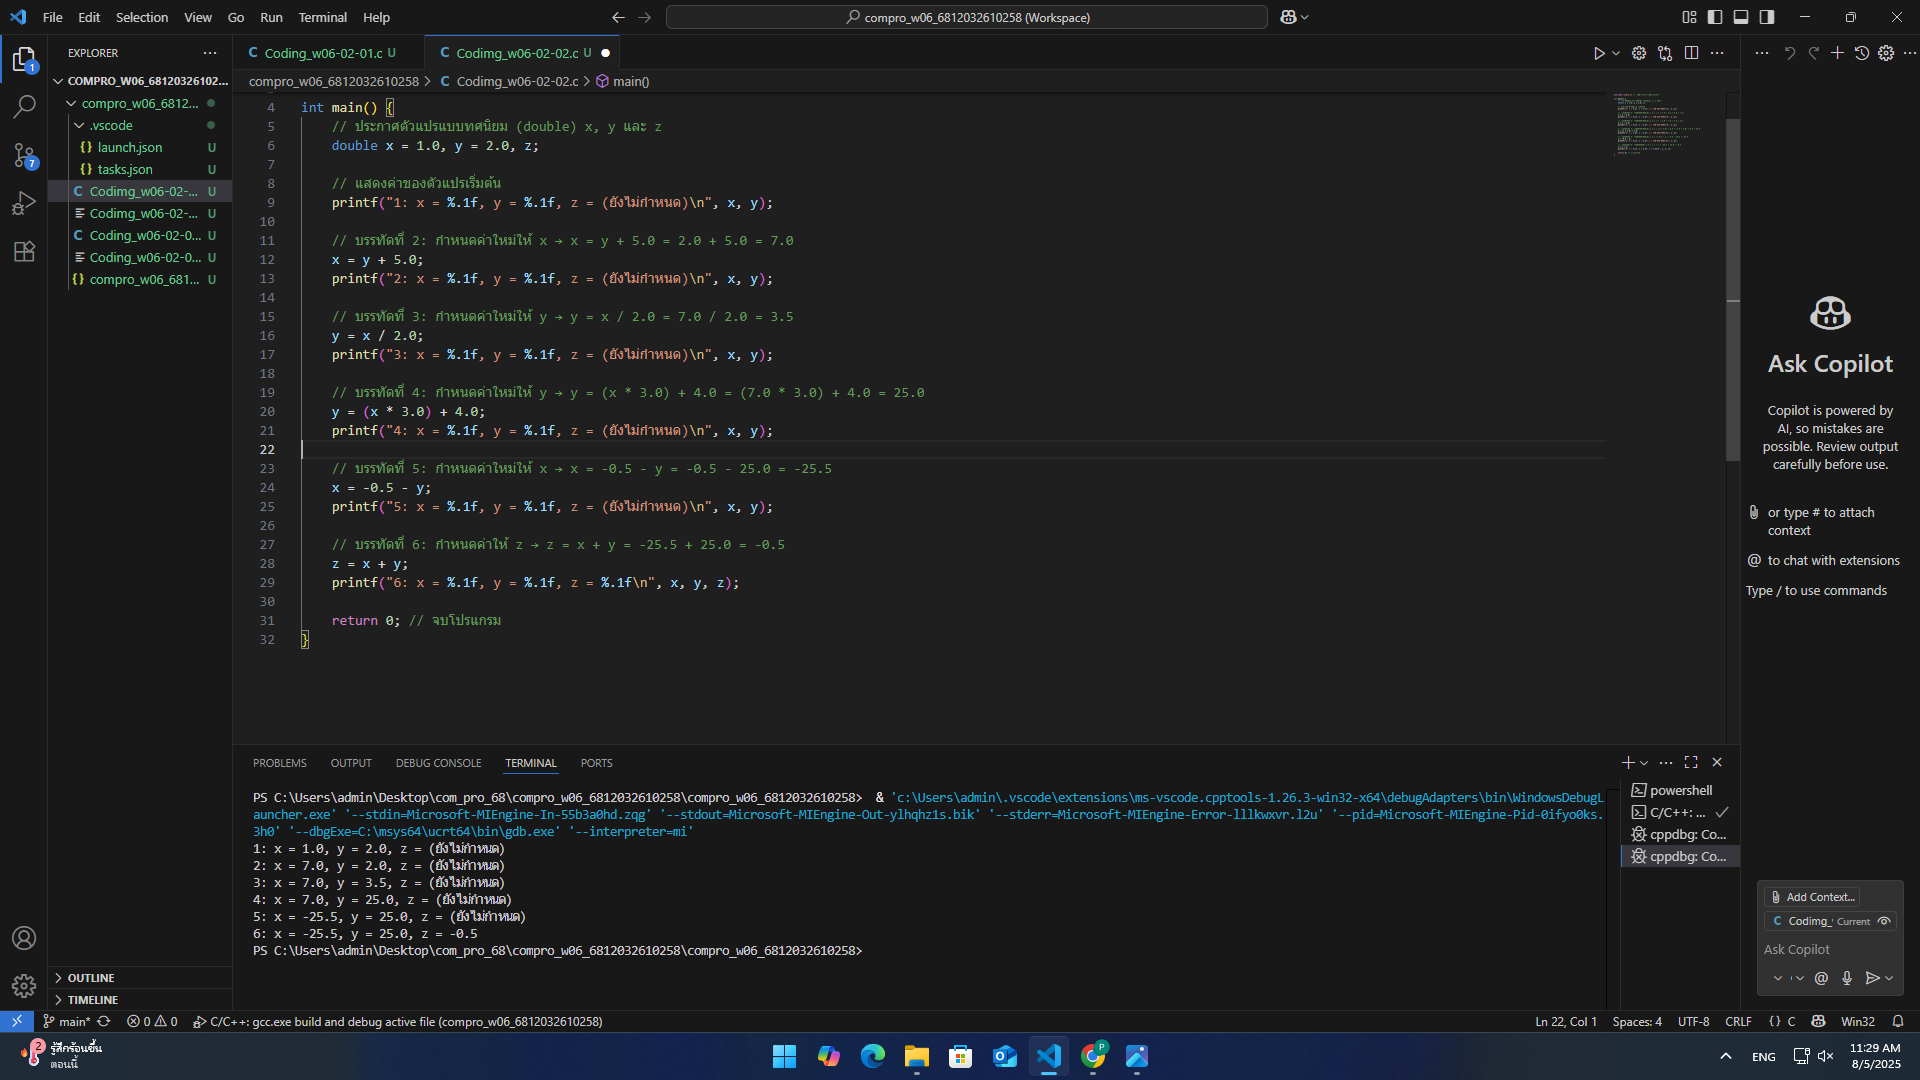 File Edit Selection View Go Run Terminal Help
compro_w06_6812032610258 (Workspace)
EXPLORER
COMPRO_W06_68120326102...
compro_w06_6812...
.vscode
launch.json U
tasks.json U
Codimg_w06-02-... U
Codimg_w06-02-... U
Coding_w06-02-0... U
Coding_w06-02-0... U
compro_w06_681... U
OUTLINE
TIMELINE
Coding_w06-02-01.c U
Codimg_w06-02-02.c U
compro_w06_6812032610258 > C Codimg_w06-02-02.c > main()
4 int main() {
5 // ประกาศตัวแปรแบบทศนิยม (double) x, y และ z
6 double x = 1.0, y = 2.0, z;
7
8 // แสดงค่าของตัวแปรเริ่มต้น
9 printf("1: x = %.1f, y = %.1f, z = (ยังไม่กำหนด)\n", x, y);
10
11 // บรรทัดที่ 2: กำหนดค่าใหม่ให้ x → x = y + 5.0 = 2.0 + 5.0 = 7.0
12 x = y + 5.0;
13 printf("2: x = %.1f, y = %.1f, z = (ยังไม่กำหนด)\n", x, y);
14
15 // บรรทัดที่ 3: กำหนดค่าใหม่ให้ y → y = x / 2.0 = 7.0 / 2.0 = 3.5
16 y = x / 2.0;
17 printf("3: x = %.1f, y = %.1f, z = (ยังไม่กำหนด)\n", x, y);
18
19 // บรรทัดที่ 4: กำหนดค่าใหม่ให้ y → y = (x * 3.0) + 4.0 = (7.0 * 3.0) + 4.0 = 25.0
20 y = (x * 3.0) + 4.0;
21 printf("4: x = %.1f, y = %.1f, z = (ยังไม่กำหนด)\n", x, y);
22
23 // บรรทัดที่ 5: กำหนดค่าใหม่ให้ x → x = -0.5 - y = -0.5 - 25.0 = -25.5
24 x = -0.5 - y;
25 printf("5: x = %.1f, y = %.1f, z = (ยังไม่กำหนด)\n", x, y);
26
27 // บรรทัดที่ 6: กำหนดค่าให้ z → z = x + y = -25.5 + 25.0 = -0.5
28 z = x + y;
29 printf("6: x = %.1f, y = %.1f, z = %.1f\n", x, y, z);
30
31 return 0; // จบโปรแกรม
32 }
PROBLEMS OUTPUT DEBUG CONSOLE TERMINAL PORTS
PS C:\Users\admin\Desktop\com_pro_68\compro_w06_6812032610258\compro_w06_6812032610258> & 'c:\Users\admin\.vscode\extensions\ms-vscode.cpptools-1.26.3-win32-x64\debugAdapters\bin\WindowsDebugL
auncher.exe' '--stdin=Microsoft-MIEngine-In-55b3a0hd.zqg' '--stdout=Microsoft-MIEngine-Out-ylhqhz1s.bik' '--stderr=Microsoft-MIEngine-Error-lllkwxvr.l2u' '--pid=Microsoft-MIEngine-Pid-0ifyo0ks.
3h0' '--dbgExe=C:\msys64\ucrt64\bin\gdb.exe' '--interpreter=mi'
1: x = 1.0, y = 2.0, z = (ยังไม่กำหนด)
2: x = 7.0, y = 2.0, z = (ยังไม่กำหนด)
3: x = 7.0, y = 3.5, z = (ยังไม่กำหนด)
4: x = 7.0, y = 25.0, z = (ยังไม่กำหนด)
5: x = -25.5, y = 25.0, z = (ยังไม่กำหนด)
6: x = -25.5, y = 25.0, z = -0.5
PS C:\Users\admin\Desktop\com_pro_68\compro_w06_6812032610258\compro_w06_6812032610258>
powershell
C/C++: ...
cppdbg: Co...
cppdbg: Co...
Ask Copilot
Copilot is powered by
AI, so mistakes are
possible. Review output
carefully before use.
or type # to attach
context
@ to chat with extensions
Type / to use commands
Add Context...
C Codimg_ Current
Ask Copilot
main* 0 0 C/C++: gcc.exe build and debug active file (compro_w06_6812032610258)
Ln 22, Col 1 Spaces: 4 UTF-8 CRLF {} C Win32
2 รู้สึกร้อนขึ้น
ตอนนี้
ENG
11:29 AM
8/5/2025